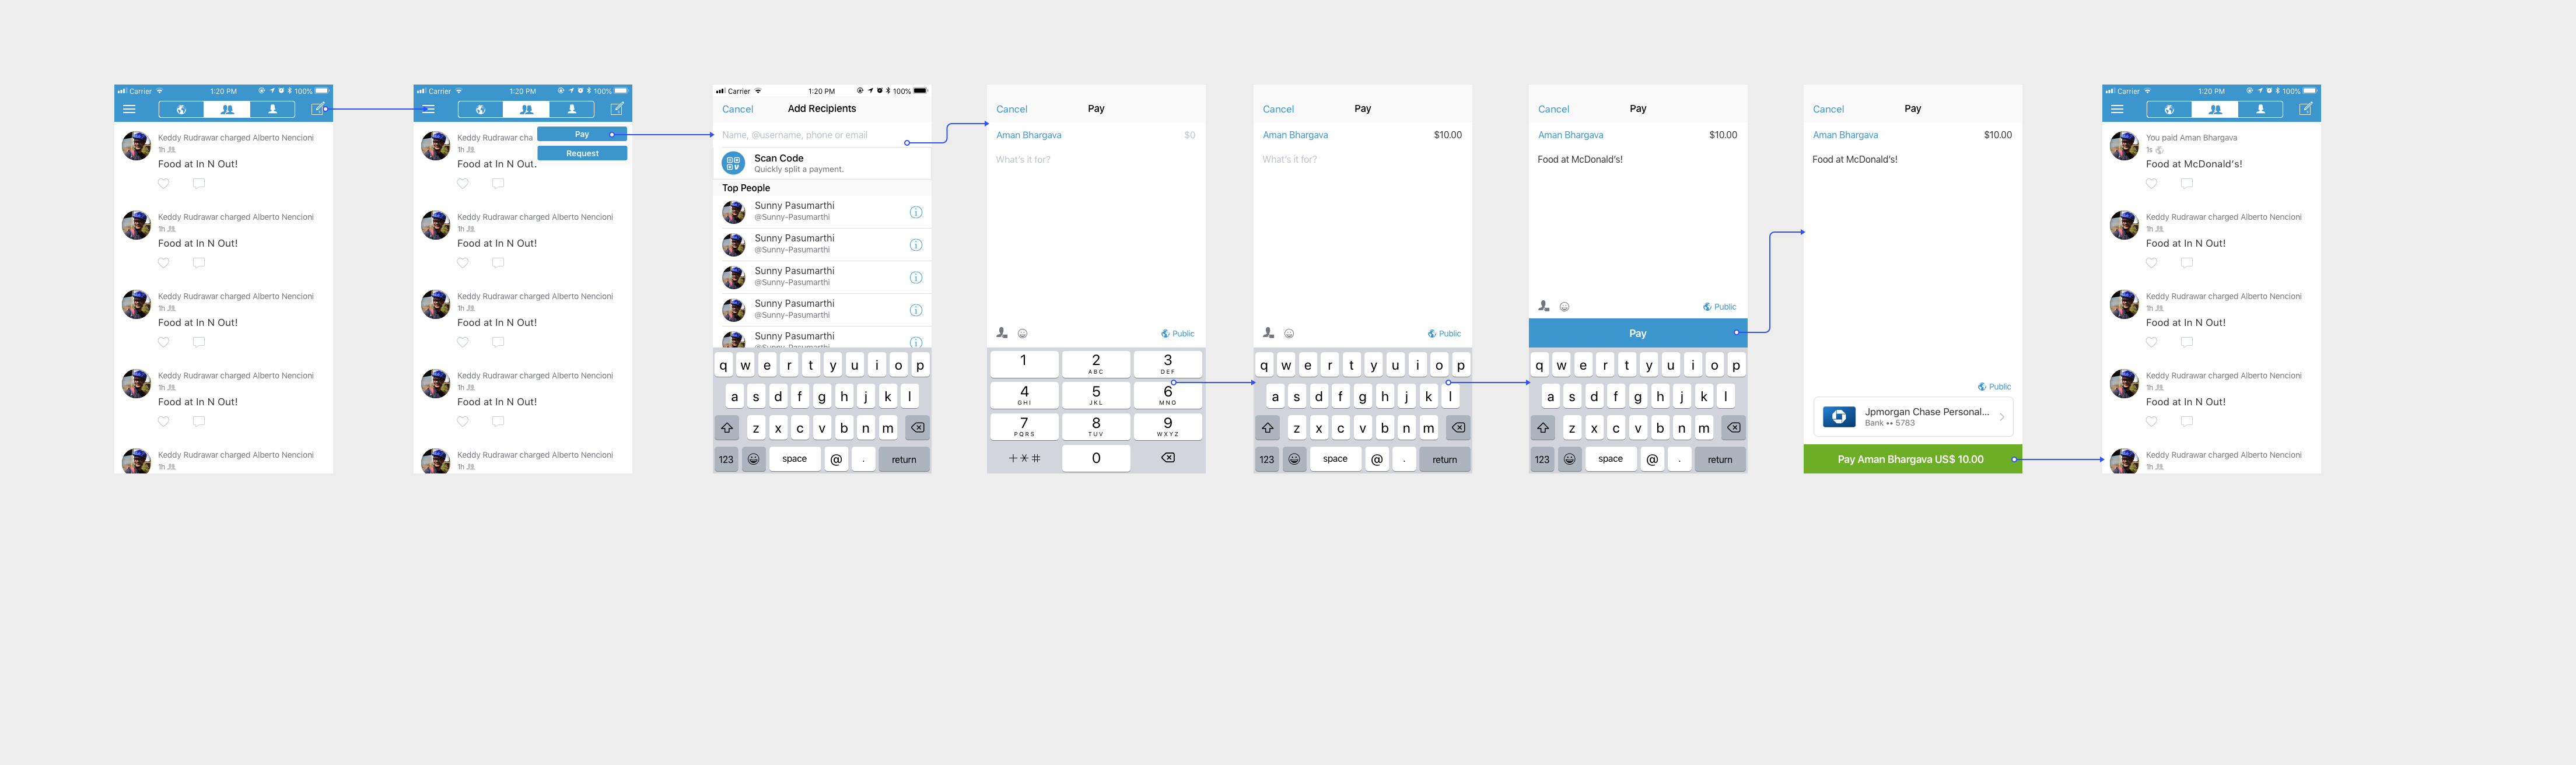 Carrier 1:20 PM 100%
Keddy Rudrawar charged Alberto Nencioni
1h
Food at In N Out!
Keddy Rudrawar charged Alberto Nencioni
1h
Food at In N Out!
Keddy Rudrawar charged Alberto Nencioni
1h
Food at In N Out!
Keddy Rudrawar charged Alberto Nencioni
1h
Food at In N Out!
Keddy Rudrawar charged Alberto Nencioni
1h
Carrier 1:20 PM 100%
Pay
Request
Keddy Rudrawar cha
1h
Food at In N Out.
Keddy Rudrawar charged Alberto Nencioni
1h
Food at In N Out!
Keddy Rudrawar charged Alberto Nencioni
1h
Food at In N Out!
Keddy Rudrawar charged Alberto Nencioni
1h
Food at In N Out!
Keddy Rudrawar charged Alberto Nencioni
1h
Carrier 1:20 PM 100%
Cancel Add Recipients
Name, @username, phone or email
Scan Code
Quickly split a payment.
Top People
Sunny Pasumarthi
@Sunny-Pasumarthi
Sunny Pasumarthi
@Sunny-Pasumarthi
Sunny Pasumarthi
@Sunny-Pasumarthi
Sunny Pasumarthi
@Sunny-Pasumarthi
Sunny Pasumarthi
@Sunny-Pasumarthi
q w e r t y u i o p
a s d f g h j k l
z x c v b n m
123 space @ . return
Cancel Pay
Aman Bhargava $0
What's it for?
Public
1 2 3
ABC DEF
4 5 6
GHI JKL MNO
7 8 9
PQRS TUV WXYZ
+*# 0
Cancel Pay
Aman Bhargava $10.00
What's it for?
Public
q w e r t y u i o p
a s d f g h j k l
z x c v b n m
123 space @ . return
Cancel Pay
Aman Bhargava $10.00
Food at McDonald's!
Public
Pay
q w e r t y u i o p
a s d f g h j k l
z x c v b n m
123 space @ . return
Cancel Pay
Aman Bhargava $10.00
Food at McDonald's!
Public
Jpmorgan Chase Personal...
Bank •• 5783
Pay Aman Bhargava US$ 10.00
Carrier 1:20 PM 100%
You paid Aman Bhargava
1s
Food at McDonald's!
Keddy Rudrawar charged Alberto Nencioni
1h
Food at In N Out!
Keddy Rudrawar charged Alberto Nencioni
1h
Food at In N Out!
Keddy Rudrawar charged Alberto Nencioni
1h
Food at In N Out!
Keddy Rudrawar charged Alberto Nencioni
1h